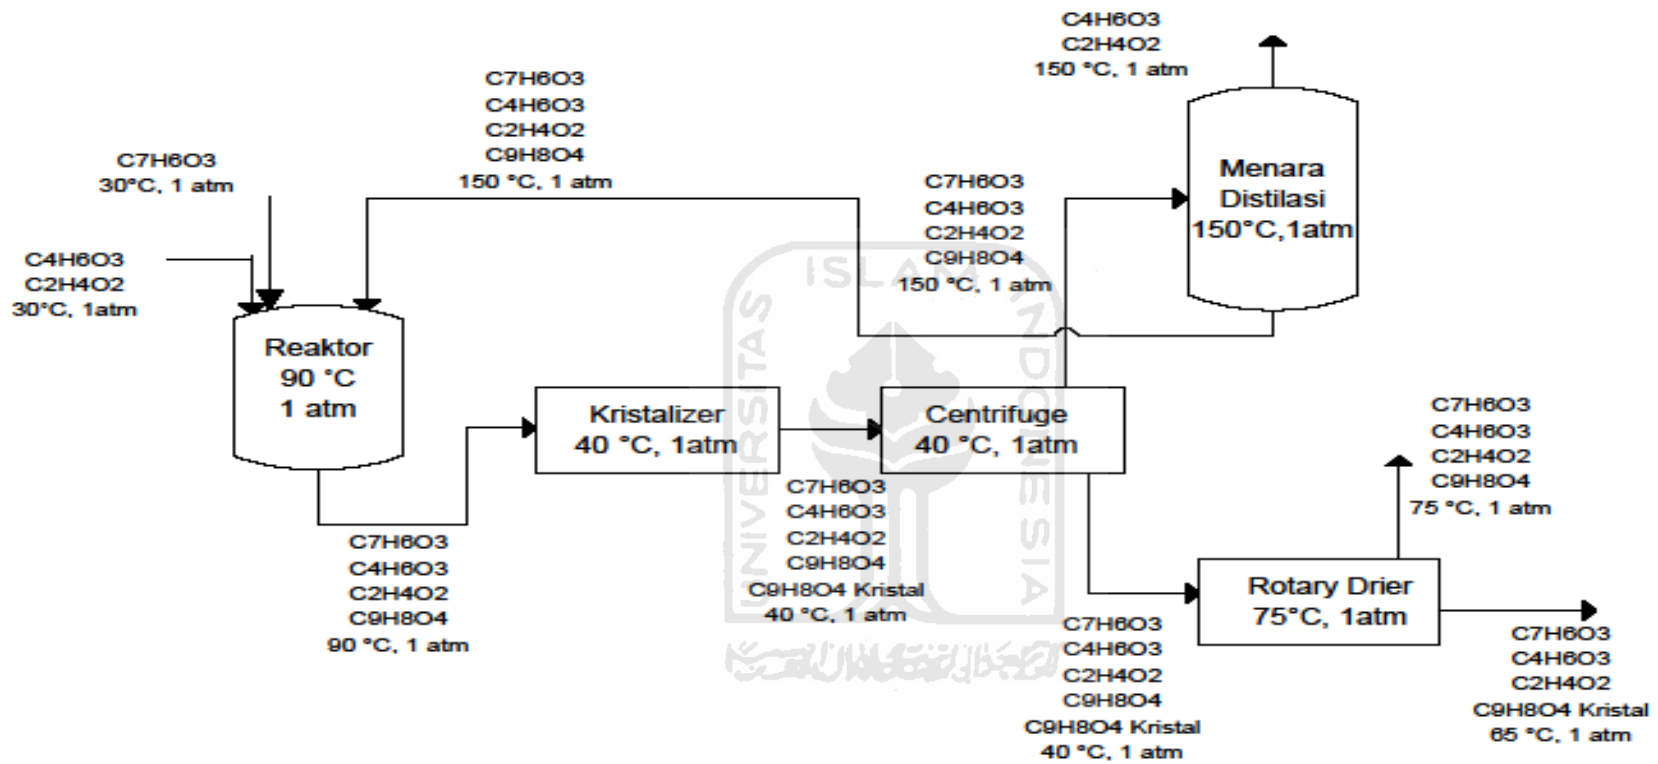 C4H6O3
C2H4O2
150 °C, 1 atm
C7H6O3
C4H6O3
C2H4O2
C9H8O4
150 °C, 1 atm
C7H6O3
30°C, 1 atm
C4H6O3
C2H4O2
30°C, 1atm
Reaktor
90 °C
1 atm
C7H6O3
C4H6O3
C2H4O2
C9H8O4
90 °C, 1 atm
Kristalizer
40 °C, 1atm
C7H6O3
C4H6O3
C2H4O2
C9H8O4
C9H8O4 Kristal
40 °C, 1 atm
Centrifuge
40 °C, 1atm
C7H6O3
C4H6O3
C2H4O2
C9H8O4
150 °C, 1 atm
Menara
Distilasi
150°C,1atm
C7H6O3
C4H6O3
C2H4O2
C9H8O4
C9H8O4 Kristal
40 °C, 1 atm
Rotary Drier
75°C, 1atm
C7H6O3
C4H6O3
C2H4O2
C9H8O4
75 °C, 1 atm
C7H6O3
C4H6O3
C2H4O2
C9H8O4 Kristal
65 °C, 1 atm
UNIVERSITAS
ISLAM
INDONESIA